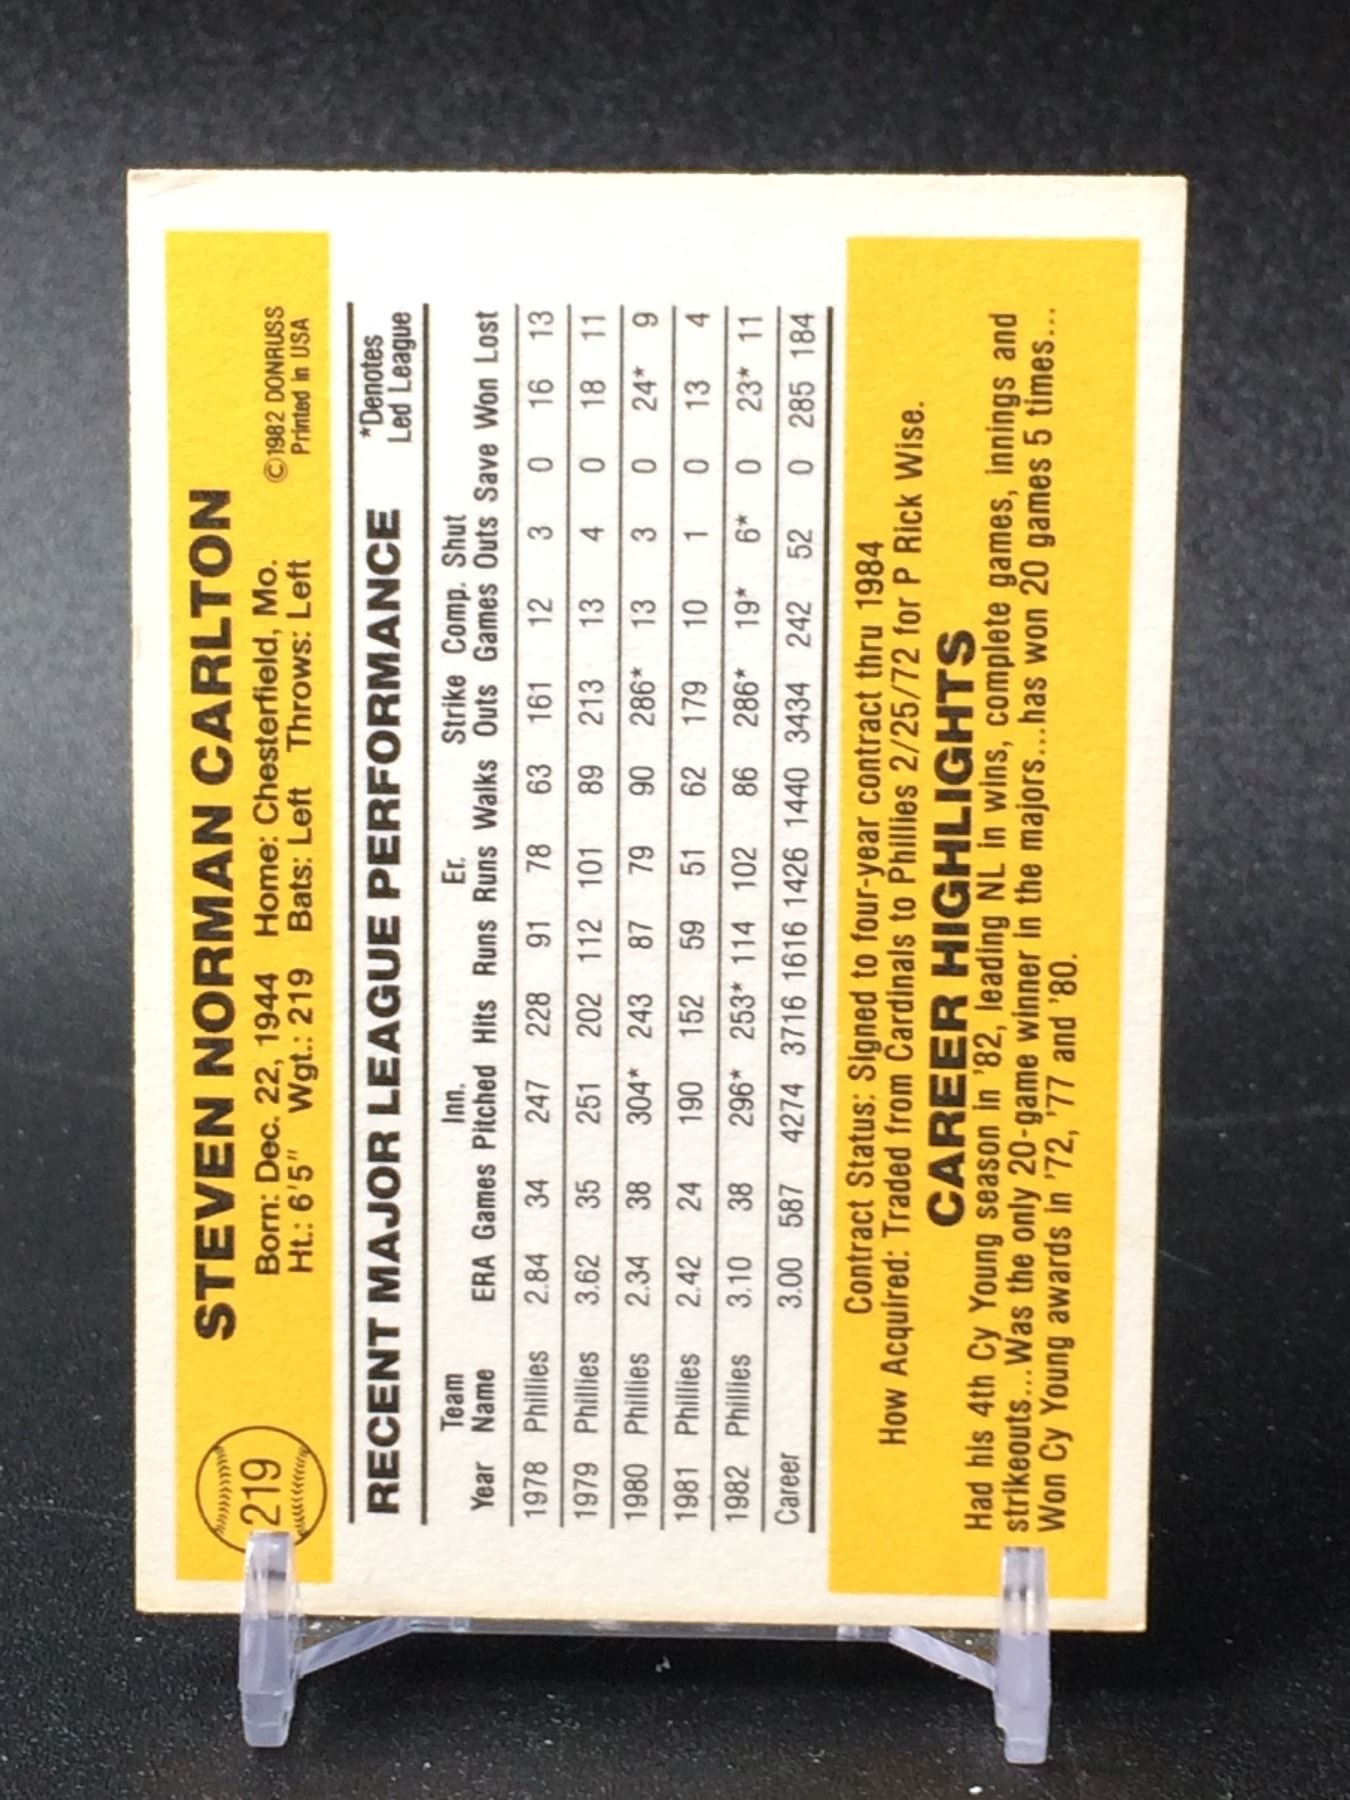 219
STEVEN NORMAN CARLTON
Born: Dec. 22, 1944 Home: Chesterfield, Mo. ©1982 DONRUSS
Ht.: 6'5" Wgt.: 219 Bats: Left Throws: Left Printed in USA
RECENT MAJOR LEAGUE PERFORMANCE
*Denotes
Led League
Team Inn. Er. Strike Comp. Shut
Year Name ERA Games Pitched Hits Runs Runs Walks Outs Games Outs Save Won Lost
1978 Phillies 2.84 34 247 228 91 78 63 161 12 3 0 16 13
1979 Phillies 3.62 35 251 202 112 101 89 213 13 4 0 18 11
1980 Phillies 2.34 38 304* 243 87 79 90 286* 13 3 0 24* 9
1981 Phillies 2.42 24 190 152 59 51 62 179 10 1 0 13 4
1982 Phillies 3.10 38 296* 253* 114 102 86 286* 19* 6* 0 23* 11
Career 3.00 587 4274 3716 1616 1426 1440 3434 242 52 0 285 184
Contract Status: Signed to four-year contract thru 1984
How Acquired: Traded from Cardinals to Phillies 2/25/72 for P Rick Wise.
CAREER HIGHLIGHTS
Had his 4th Cy Young season in '82, leading NL in wins, complete games, innings and
strikeouts...Was the only 20-game winner in the majors...has won 20 games 5 times...
Won Cy Young awards in '72, '77 and '80.